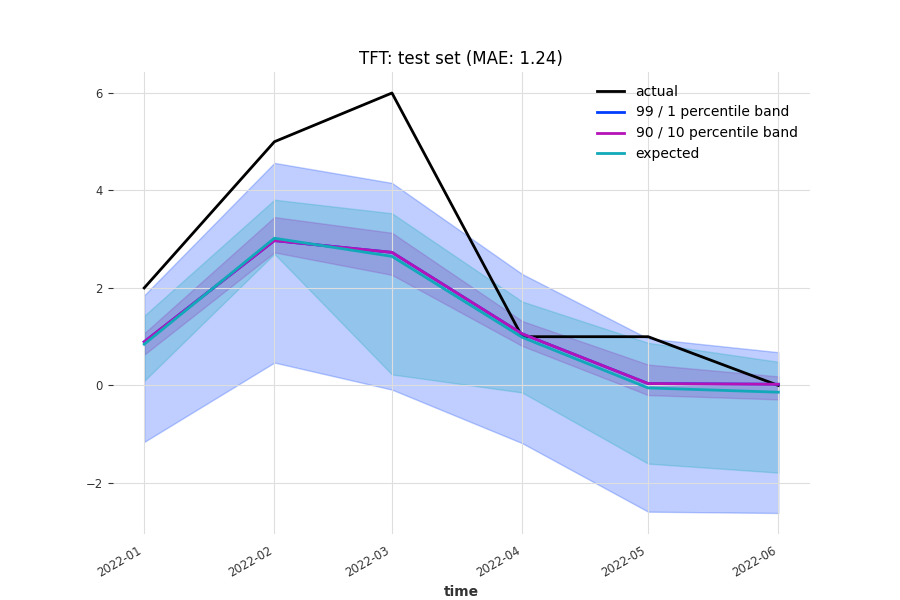 TFT: test set (MAE: 1.24)
actual
99 / 1 percentile band
90 / 10 percentile band
expected
6
4
2
0
−2
2022-01
2022-02
2022-03
2022-04
2022-05
2022-06
time